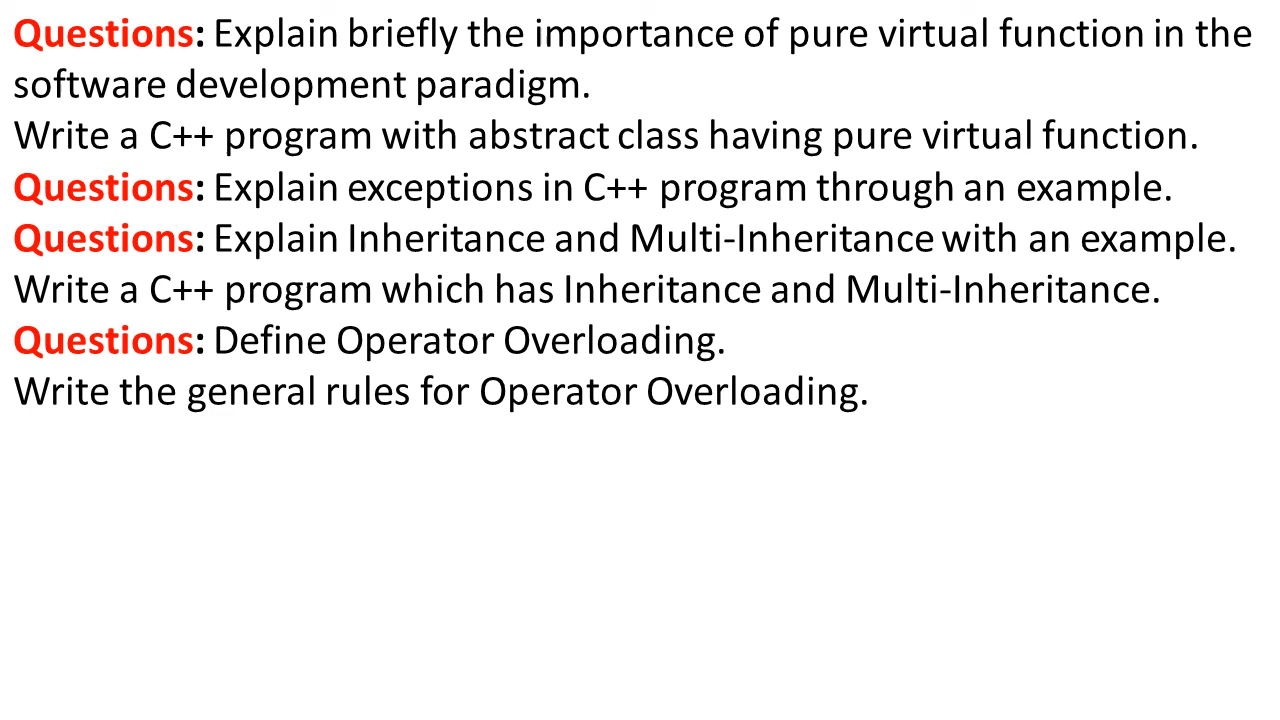 Questions: Explain briefly the importance of pure virtual function in the
software development paradigm.
Write a C++ program with abstract class having pure virtual function.
Questions: Explain exceptions in C++ program through an example.
Questions: Explain Inheritance and Multi-Inheritance with an example.
Write a C++ program which has Inheritance and Multi-Inheritance.
Questions: Define Operator Overloading.
Write the general rules for Operator Overloading.